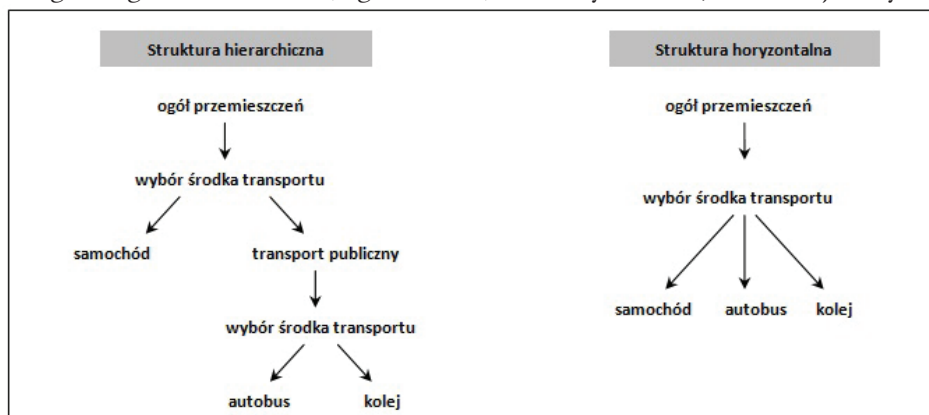 Struktura hierarchiczna
ogół przemieszczeń
wybór środka transportu
samochód
transport publiczny
wybór środka transportu
autobus
kolej
Struktura horyzontalna
ogół przemieszczeń
wybór środka transportu
samochód
autobus
kolej